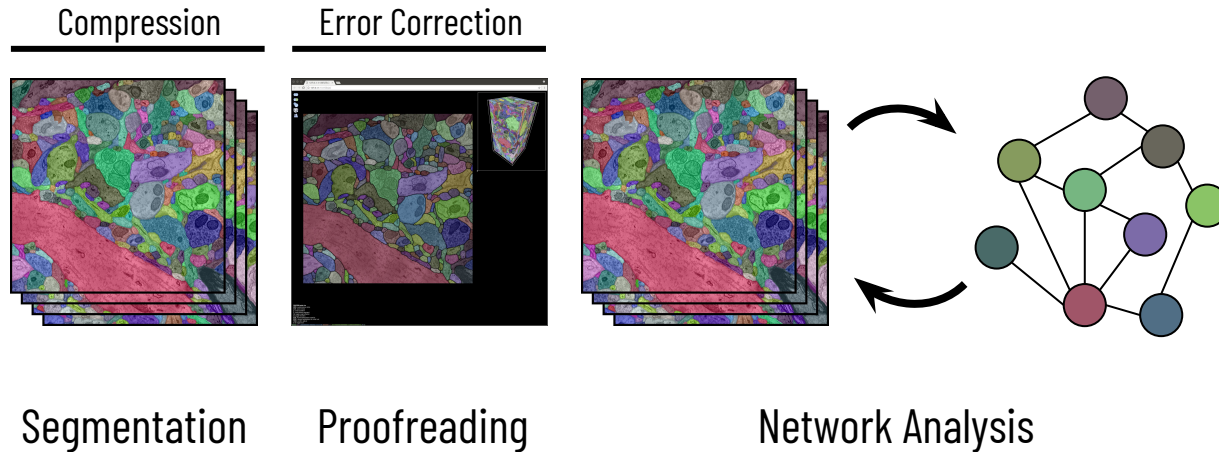 Compression
Error Correction
Segmentation
Proofreading
Network Analysis